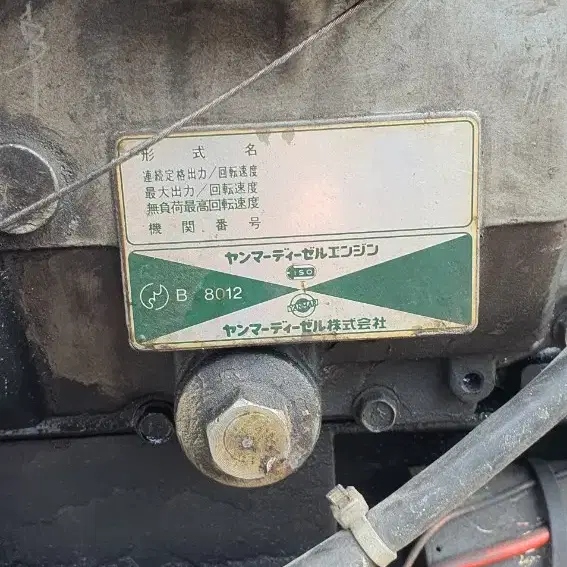 形式名
連続定格出力/回転速度
最大出力/回転速度
無負荷最高回転速度
機関番号
ヤンマーディーゼルエンジン
ISO
B 8012
YANMAR
ヤンマーディーゼル株式会社